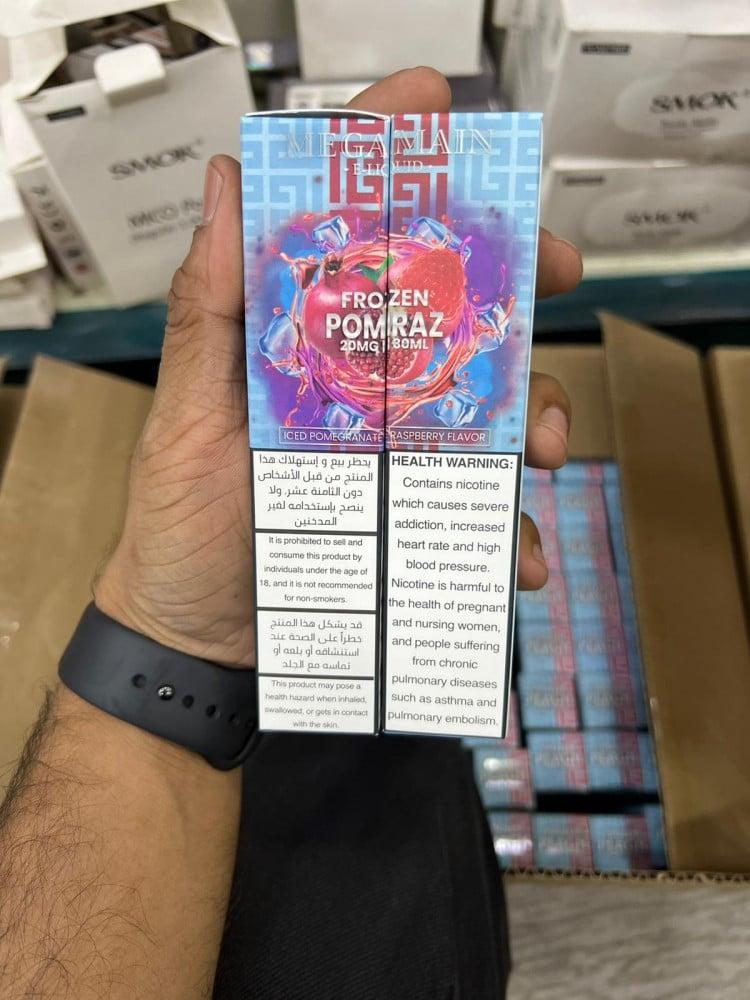 SMOK
SMOK
SMOK
MEGAMAIN
·E-LIQUID·
FROZEN
POMRAZ
20MG 30ML
ICED POMEGRANATE RASPBERRY FLAVOR
يحظر بيع و إستهلاك هذا
المنتج من قبل الأشخاص
دون الثامنة عشر، ولا
ينصح بإستخدامه لغير
المدخنين
It is prohibited to sell and
consume this product by
individuals under the age of
18, and it is not recommended
for non-smokers.
قد يشكل هذا المنتج
خطراً على الصحة عند
استنشاقه أو بلعه أو
تماسه مع الجلد
This product may pose a
health hazard when inhaled,
swallowed, or gets in contact
with the skin.
HEALTH WARNING:
Contains nicotine
which causes severe
addiction, increased
heart rate and high
blood pressure.
Nicotine is harmful to
the health of pregnant
and nursing women,
and people suffering
from chronic
pulmonary diseases
such as asthma and
pulmonary embolism.